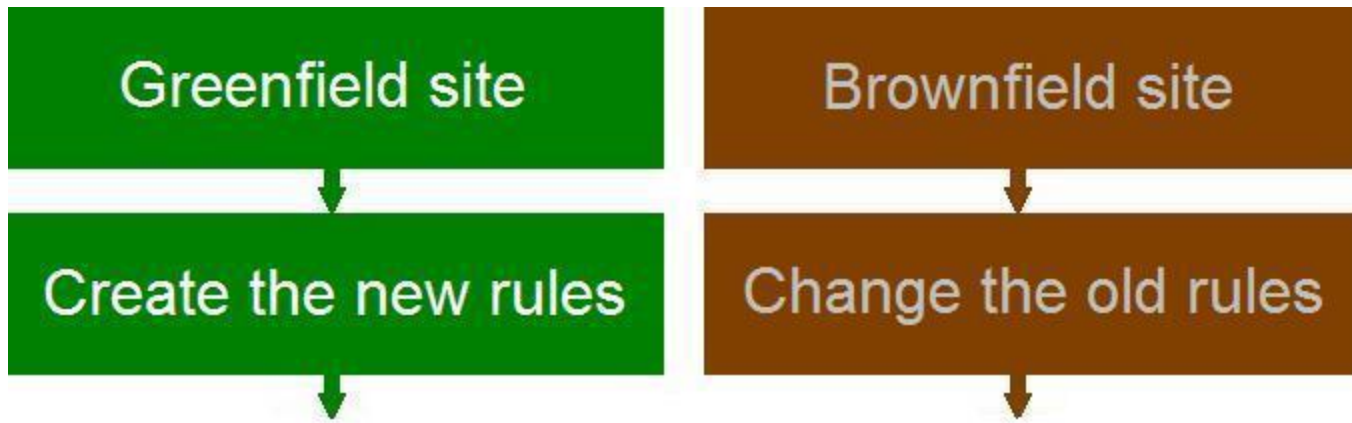 Greenfield site
Create the new rules
Brownfield site
Change the old rules